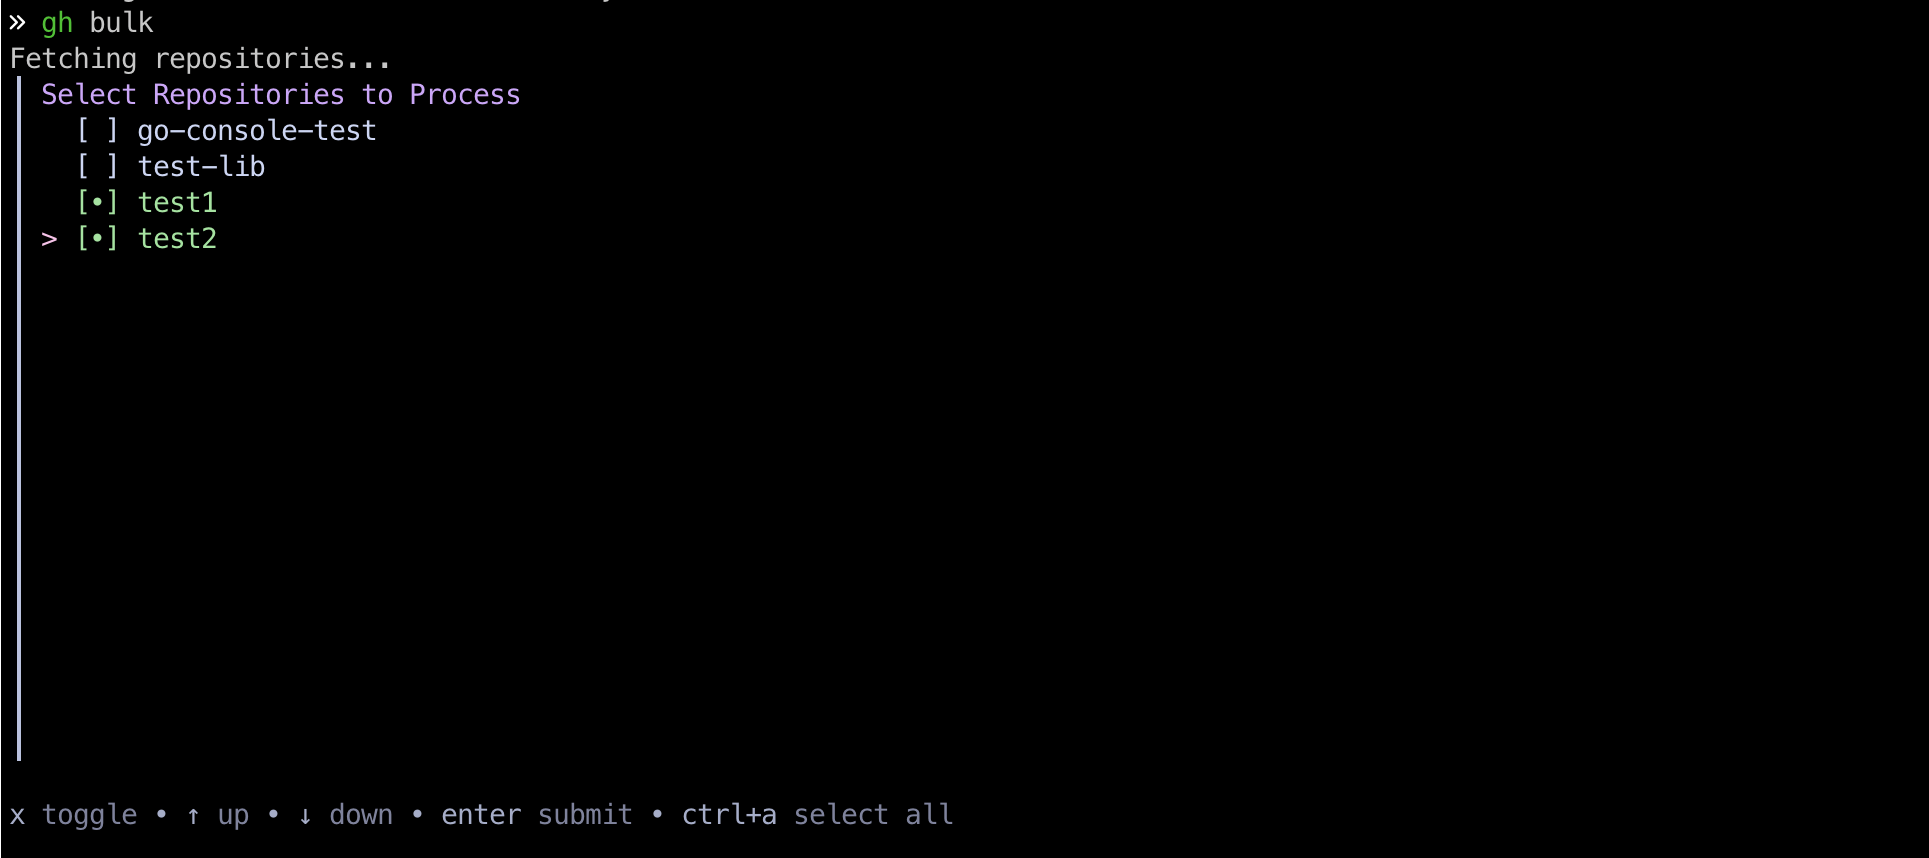 » gh bulk
Fetching repositories...
Select Repositories to Process
[ ] go-console-test
[ ] test-lib
[•] test1
> [•] test2
x toggle • ↑ up • ↓ down • enter submit • ctrl+a select all